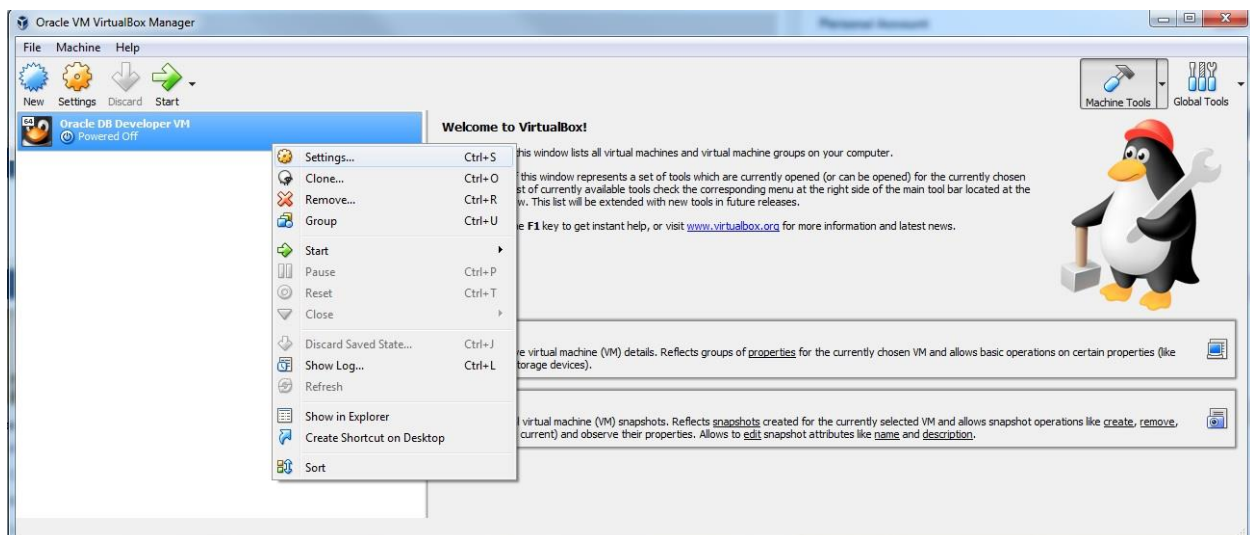 Oracle VM VirtualBox Manager
Personal Account
File Machine Help
New Settings Discard Start
Machine Tools Global Tools
64
Oracle DB Developer VM
Powered Off
Welcome to VirtualBox!
this window lists all virtual machines and virtual machine groups on your computer.
this window represents a set of tools which are currently opened (or can be opened) for the currently chosen
st of currently available tools check the corresponding menu at the right side of the main tool bar located at the
w. This list will be extended with new tools in future releases.
e F1 key to get instant help, or visit www.virtualbox.org for more information and latest news.
Settings... Ctrl+S
Clone... Ctrl+O
Remove... Ctrl+R
Group Ctrl+U
Start
Pause Ctrl+P
Reset Ctrl+T
Close
Discard Saved State... Ctrl+J
Show Log... Ctrl+L
Refresh
Show in Explorer
Create Shortcut on Desktop
Sort
ve virtual machine (VM) details. Reflects groups of properties for the currently chosen VM and allows basic operations on certain properties (like
torage devices).
l virtual machine (VM) snapshots. Reflects snapshots created for the currently selected VM and allows snapshot operations like create, remove,
current) and observe their properties. Allows to edit snapshot attributes like name and description.